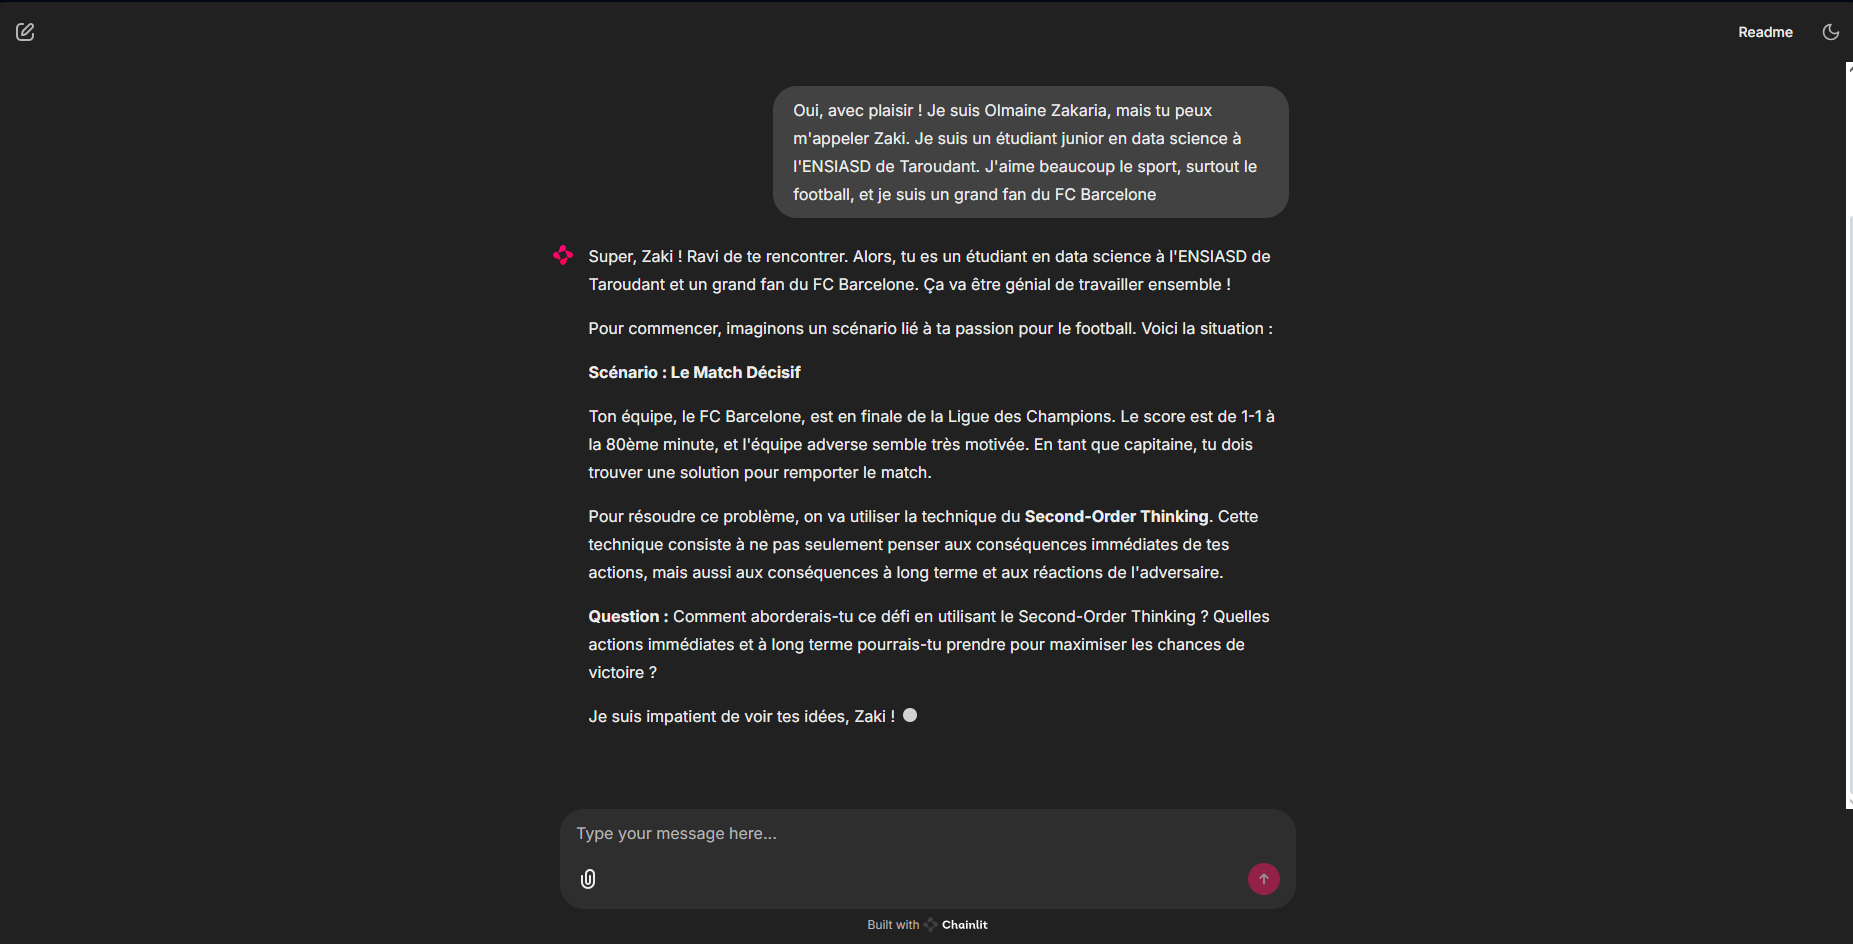 Readme
Oui, avec plaisir ! Je suis Olmaine Zakaria, mais tu peux
m'appeler Zaki. Je suis un étudiant junior en data science à
l'ENSIASD de Taroudant. J'aime beaucoup le sport, surtout le
football, et je suis un grand fan du FC Barcelone
Super, Zaki ! Ravi de te rencontrer. Alors, tu es un étudiant en data science à l'ENSIASD de
Taroudant et un grand fan du FC Barcelone. Ça va être génial de travailler ensemble !
Pour commencer, imaginons un scénario lié à ta passion pour le football. Voici la situation :
Scénario : Le Match Décisif
Ton équipe, le FC Barcelone, est en finale de la Ligue des Champions. Le score est de 1-1 à
la 80ème minute, et l'équipe adverse semble très motivée. En tant que capitaine, tu dois
trouver une solution pour remporter le match.
Pour résoudre ce problème, on va utiliser la technique du Second-Order Thinking. Cette
technique consiste à ne pas seulement penser aux conséquences immédiates de tes
actions, mais aussi aux conséquences à long terme et aux réactions de l'adversaire.
Question : Comment aborderais-tu ce défi en utilisant le Second-Order Thinking ? Quelles
actions immédiates et à long terme pourrais-tu prendre pour maximiser les chances de
victoire ?
Je suis impatient de voir tes idées, Zaki !
Type your message here...
Built with Chainlit